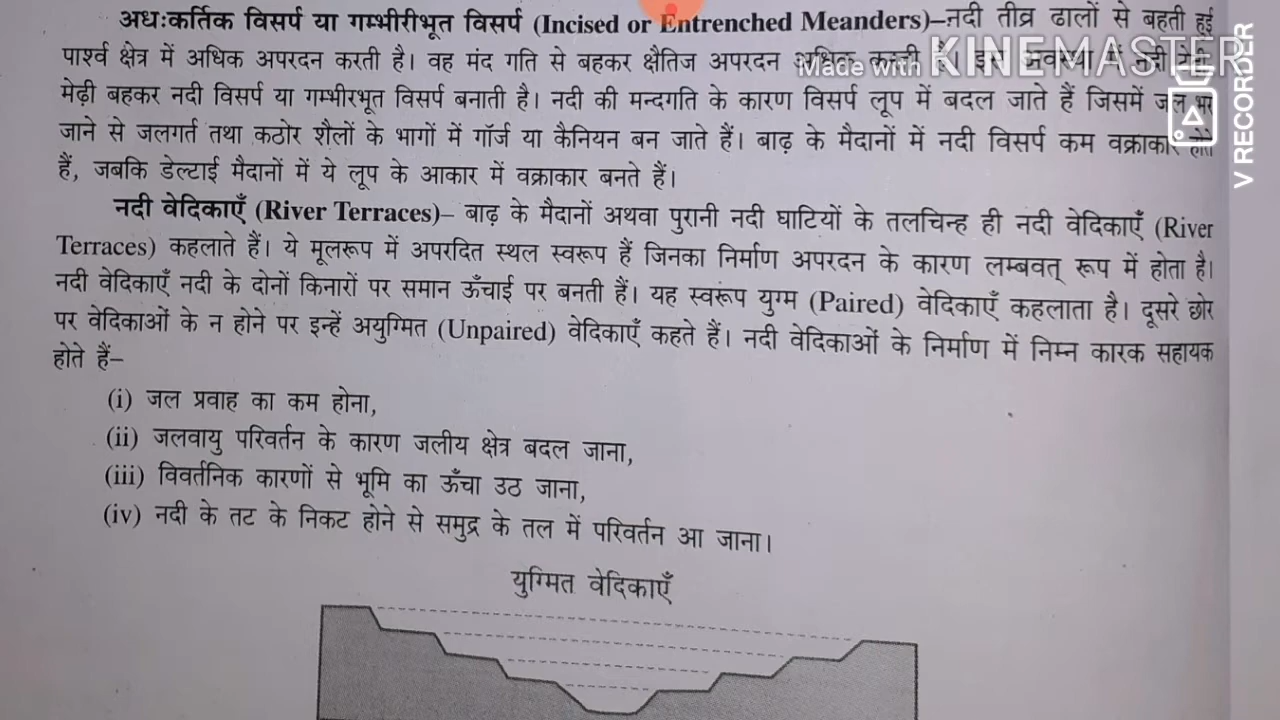 अधःकर्तिक विसर्प या गम्भीरीभूत विसर्प (Incised or Entrenched Meanders)–नदी तीव्र ढालों से बहती हुई
पार्श्व क्षेत्र में अधिक अपरदन करती है। वह मंद गति से बहकर क्षैतिज अपरदन अधिक करती है। इस अवस्था में नदी टेढ़ी
Made with KINEMASTER
मेढ़ी बहकर नदी विसर्प या गम्भीरभूत विसर्प बनाती है। नदी की मन्दगति के कारण विसर्प लूप में बदल जाते हैं जिसमें जल भर
जाने से जलगर्त तथा कठोर शैलों के भागों में गॉर्ज या कैनियन बन जाते हैं। बाढ़ के मैदानों में नदी विसर्प कम वक्राकार होते
हैं, जबकि डेल्टाई मैदानों में ये लूप के आकार में वक्राकार बनते हैं।
V RECORDER
नदी वेदिकाएँ (River Terraces)– बाढ़ के मैदानों अथवा पुरानी नदी घाटियों के तलचिन्ह ही नदी वेदिकाएँ (River
Terraces) कहलाते हैं। ये मूलरूप में अपरदित स्थल स्वरूप हैं जिनका निर्माण अपरदन के कारण लम्बवत् रूप में होता है।
नदी वेदिकाएँ नदी के दोनों किनारों पर समान ऊँचाई पर बनती हैं। यह स्वरूप युग्म (Paired) वेदिकाएँ कहलाता है। दूसरे छोर
पर वेदिकाओं के न होने पर इन्हें अयुग्मित (Unpaired) वेदिकाएँ कहते हैं। नदी वेदिकाओं के निर्माण में निम्न कारक सहायक
होते हैं–
(i) जल प्रवाह का कम होना,
(ii) जलवायु परिवर्तन के कारण जलीय क्षेत्र बदल जाना,
(iii) विवर्तनिक कारणों से भूमि का ऊँचा उठ जाना,
(iv) नदी के तट के निकट होने से समुद्र के तल में परिवर्तन आ जाना।
युग्मित वेदिकाएँ